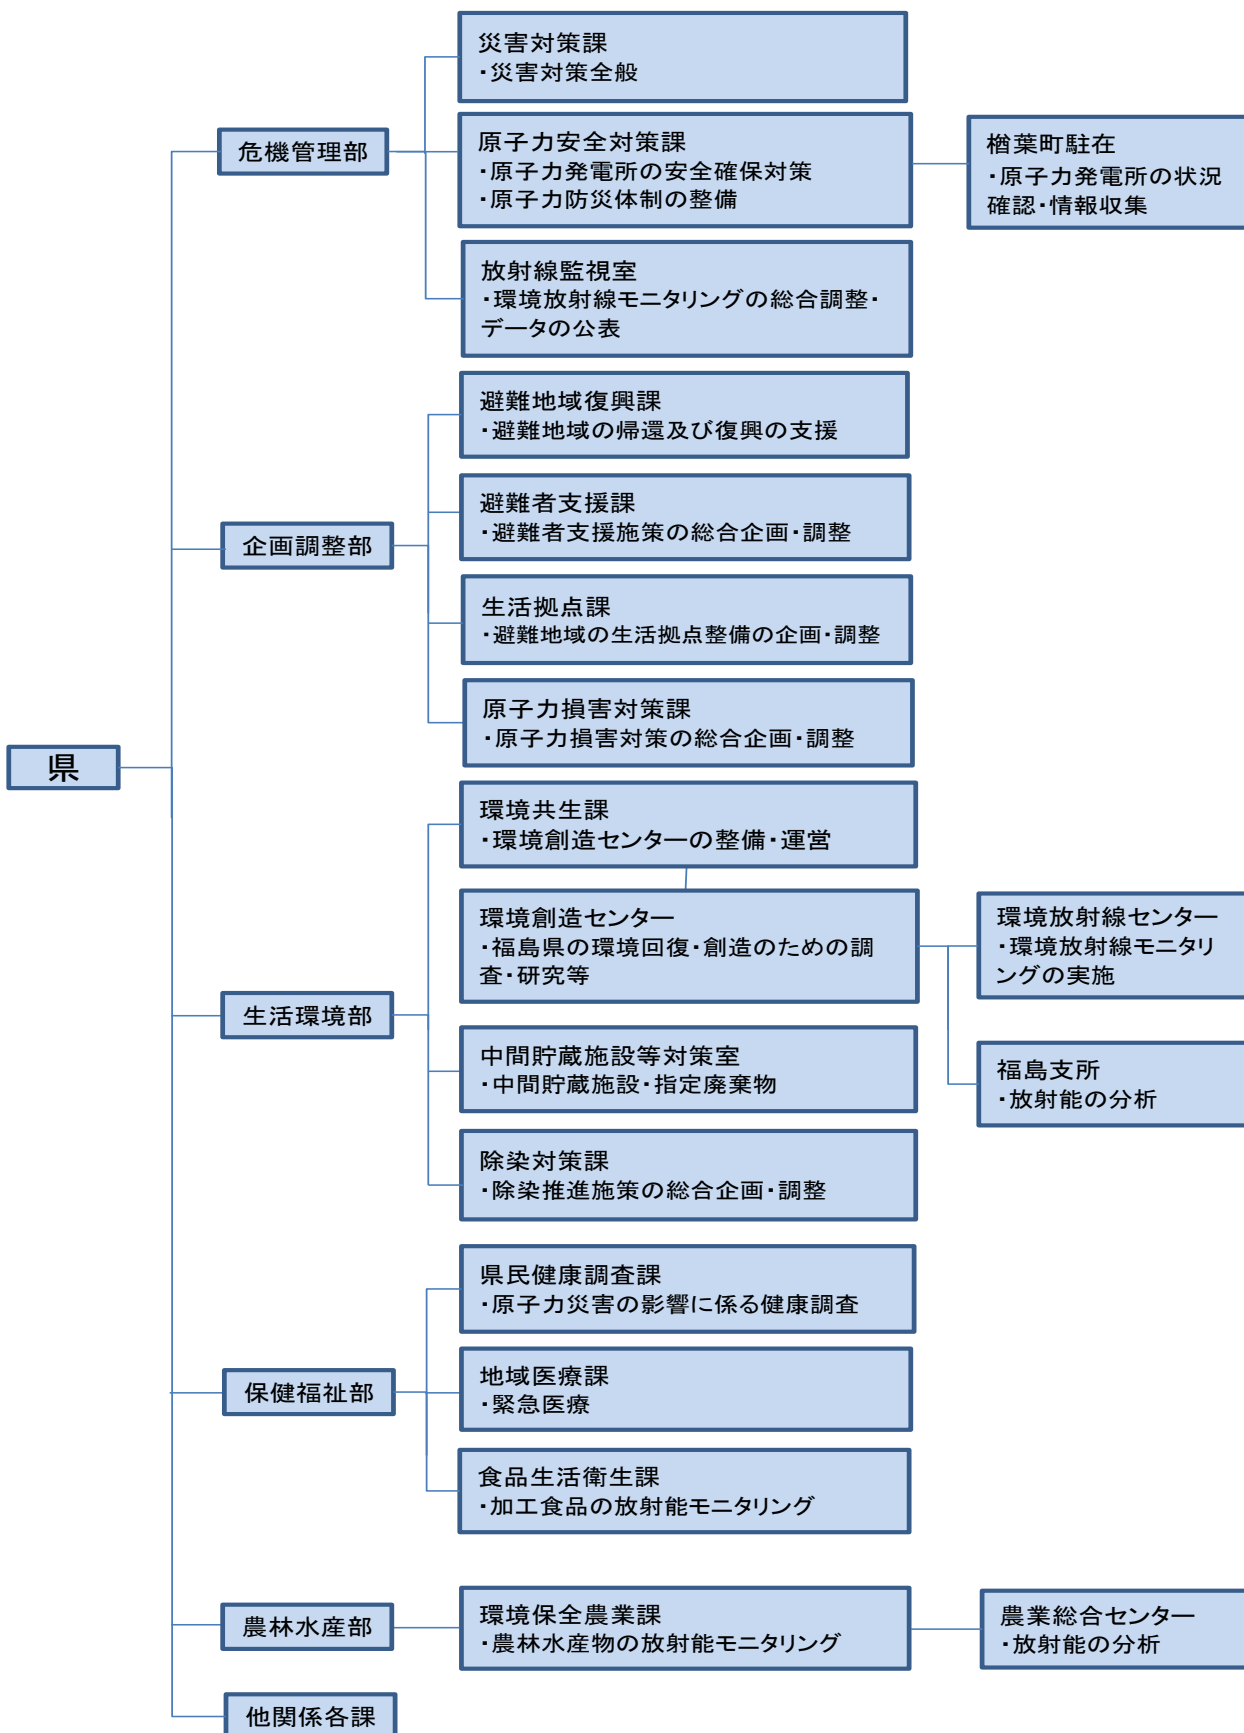 災害対策課
・災害対策全般
危機管理部
原子力安全対策課
・原子力発電所の安全確保対策
・原子力防災体制の整備
楢葉町駐在
・原子力発電所の状況
確認・情報収集
放射線監視室
・環境放射線モニタリングの総合調整・
データの公表
避難地域復興課
・避難地域の帰還及び復興の支援
企画調整部
避難者支援課
・避難者支援施策の総合企画・調整
生活拠点課
・避難地域の生活拠点整備の企画・調整
原子力損害対策課
・原子力損害対策の総合企画・調整
県
環境共生課
・環境創造センターの整備・運営
環境創造センター
・福島県の環境回復・創造のための調
査・研究等
環境放射線センター
・環境放射線モニタリ
ングの実施
生活環境部
中間貯蔵施設等対策室
・中間貯蔵施設・指定廃棄物
福島支所
・放射能の分析
除染対策課
・除染推進施策の総合企画・調整
県民健康調査課
・原子力災害の影響に係る健康調査
保健福祉部
地域医療課
・緊急医療
食品生活衛生課
・加工食品の放射能モニタリング
農林水産部
環境保全農業課
・農林水産物の放射能モニタリング
農業総合センター
・放射能の分析
他関係各課